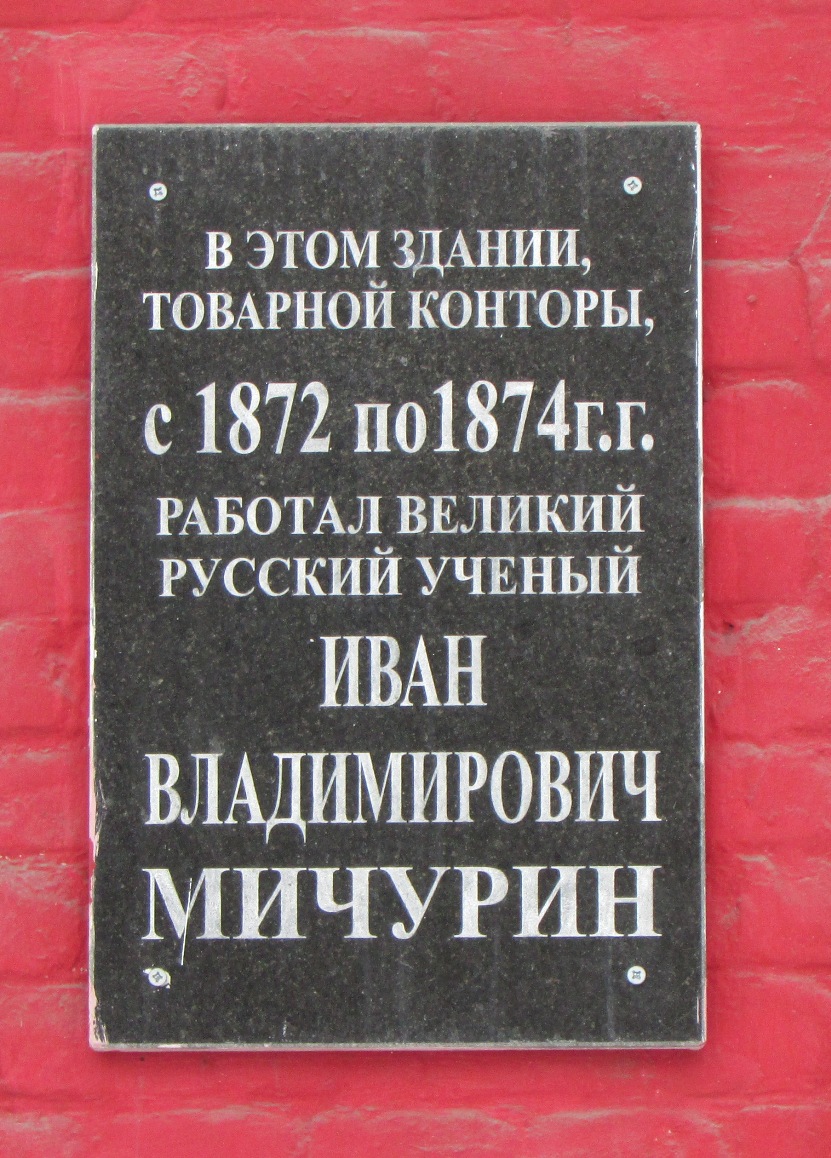 В ЭТОМ ЗДАНИИ,
ТОВАРНОЙ КОНТОРЫ,
с 1872 по1874г.г.
РАБОТАЛ ВЕЛИКИЙ
РУССКИЙ УЧЕНЫЙ
ИВАН
ВЛАДИМИРОВИЧ
МИЧУРИН